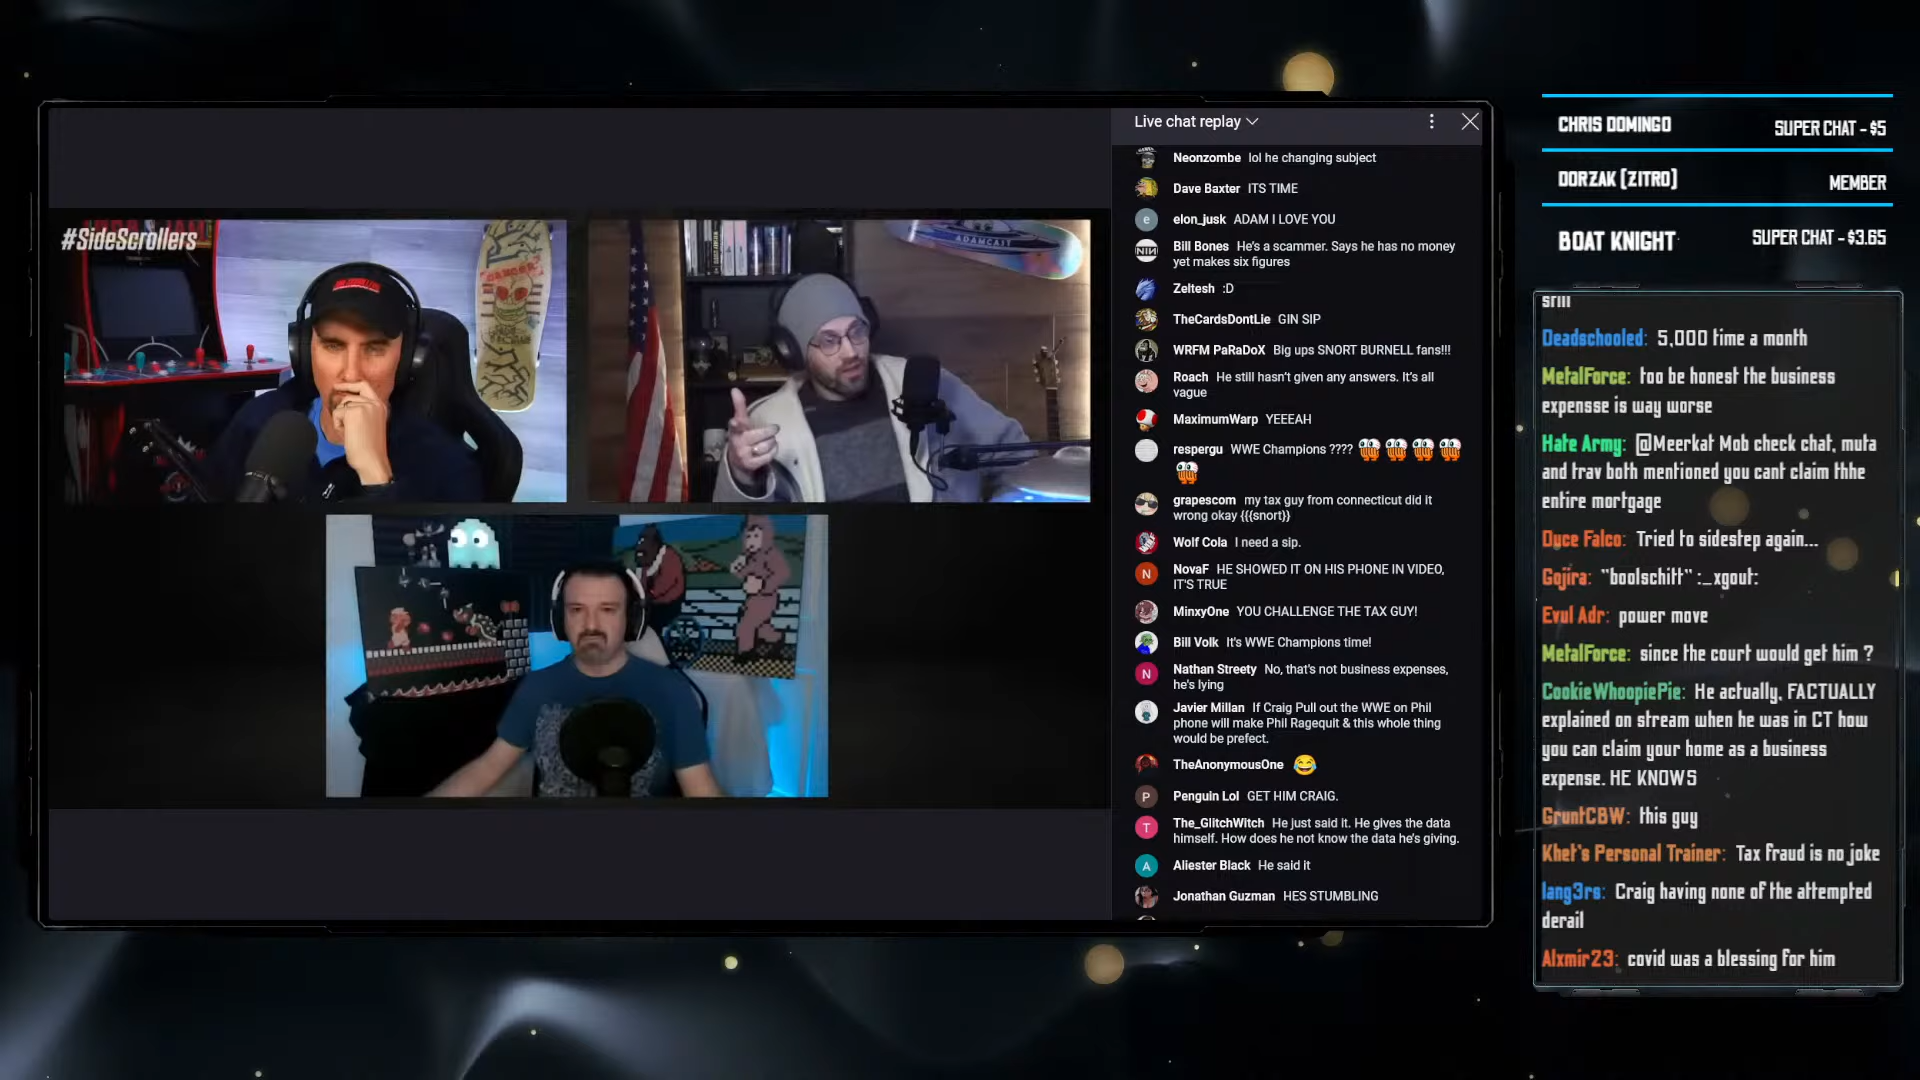 #SideScrollers
DANGER
ADAMCAIT
Live chat replay
Neonzombe lol he changing subject
Dave Baxter ITS TIME
e
elon_jusk ADAM I LOVE YOU
NIN
Bill Bones He's a scammer. Says he has no money
yet makes six figures
Zeltesh :D
TheCardsDontLie GIN SIP
WRFM PaRaDoX Big ups SNORT BURNELL fans!!!
Roach He still hasn't given any answers. It's all
vague
MaximumWarp YEEEAH
respergu WWE Champions ????
grapescom my tax guy from connecticut did it
wrong okay {{{snort}}
Wolf Cola I need a sip.
N
NovaF HE SHOWED IT ON HIS PHONE IN VIDEO,
IT'S TRUE
MinxyOne YOU CHALLENGE THE TAX GUY!
Bill Volk It's WWE Champions time!
N
Nathan Streety No, that's not business expenses,
he's lying
Javier Millan If Craig Pull out the WWE on Phil
phone will make Phil Ragequit & this whole thing
would be prefect.
TheAnonymousOne 😂
P
Penguin Lol GET HIM CRAIG.
T
The_GlitchWitch He just said it. He gives the data
himself. How does he not know the data he's giving.
A
Aliester Black He said it
Jonathan Guzman HES STUMBLING
CHRIS DOMINGO SUPER CHAT - $5
DORZAK (ZITRO) MEMBER
BOAT KNIGHT SUPER CHAT - $3.65
still
Deadschooled: 5,000 time a month
MetalForce: too be honest the business
expensse is way worse
Hate Army: @Meerkat Mob check chat, muta
and trav both mentioned you cant claim thhe
entire mortgage
Dyce Falco: Tried to sidestep again...
Gojira: "boolschitt" :_xgout:
Evul Adr: power move
MetalForce: since the court would get him ?
CookieWhoopiePie: He actually, FACTUALLY
explained on stream when he was in CT how
you can claim your home as a business
expense. HE KNOWS
GruntCBW: this guy
Khet's Personal Trainer: Tax fraud is no joke
lang3rs: Craig having none of the attempted
derail
Alxmir23: covid was a blessing for him